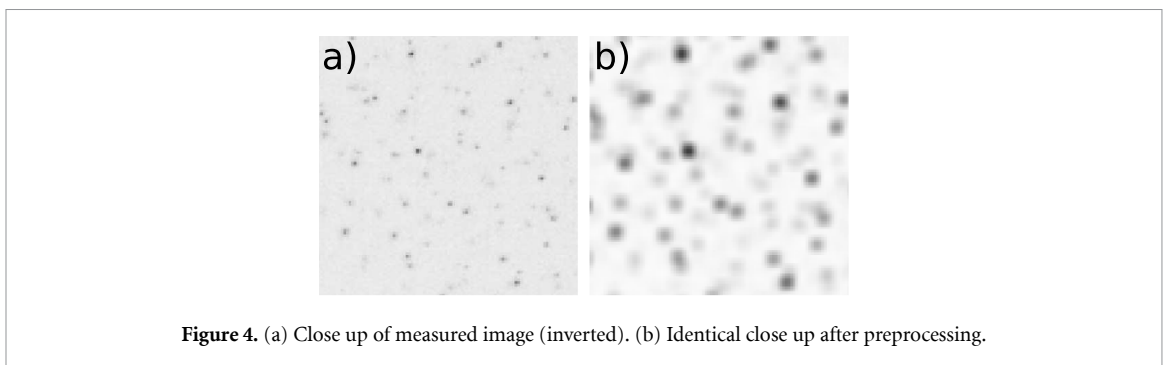 a)
b)
Figure 4. (a) Close up of measured image (inverted). (b) Identical close up after preprocessing.